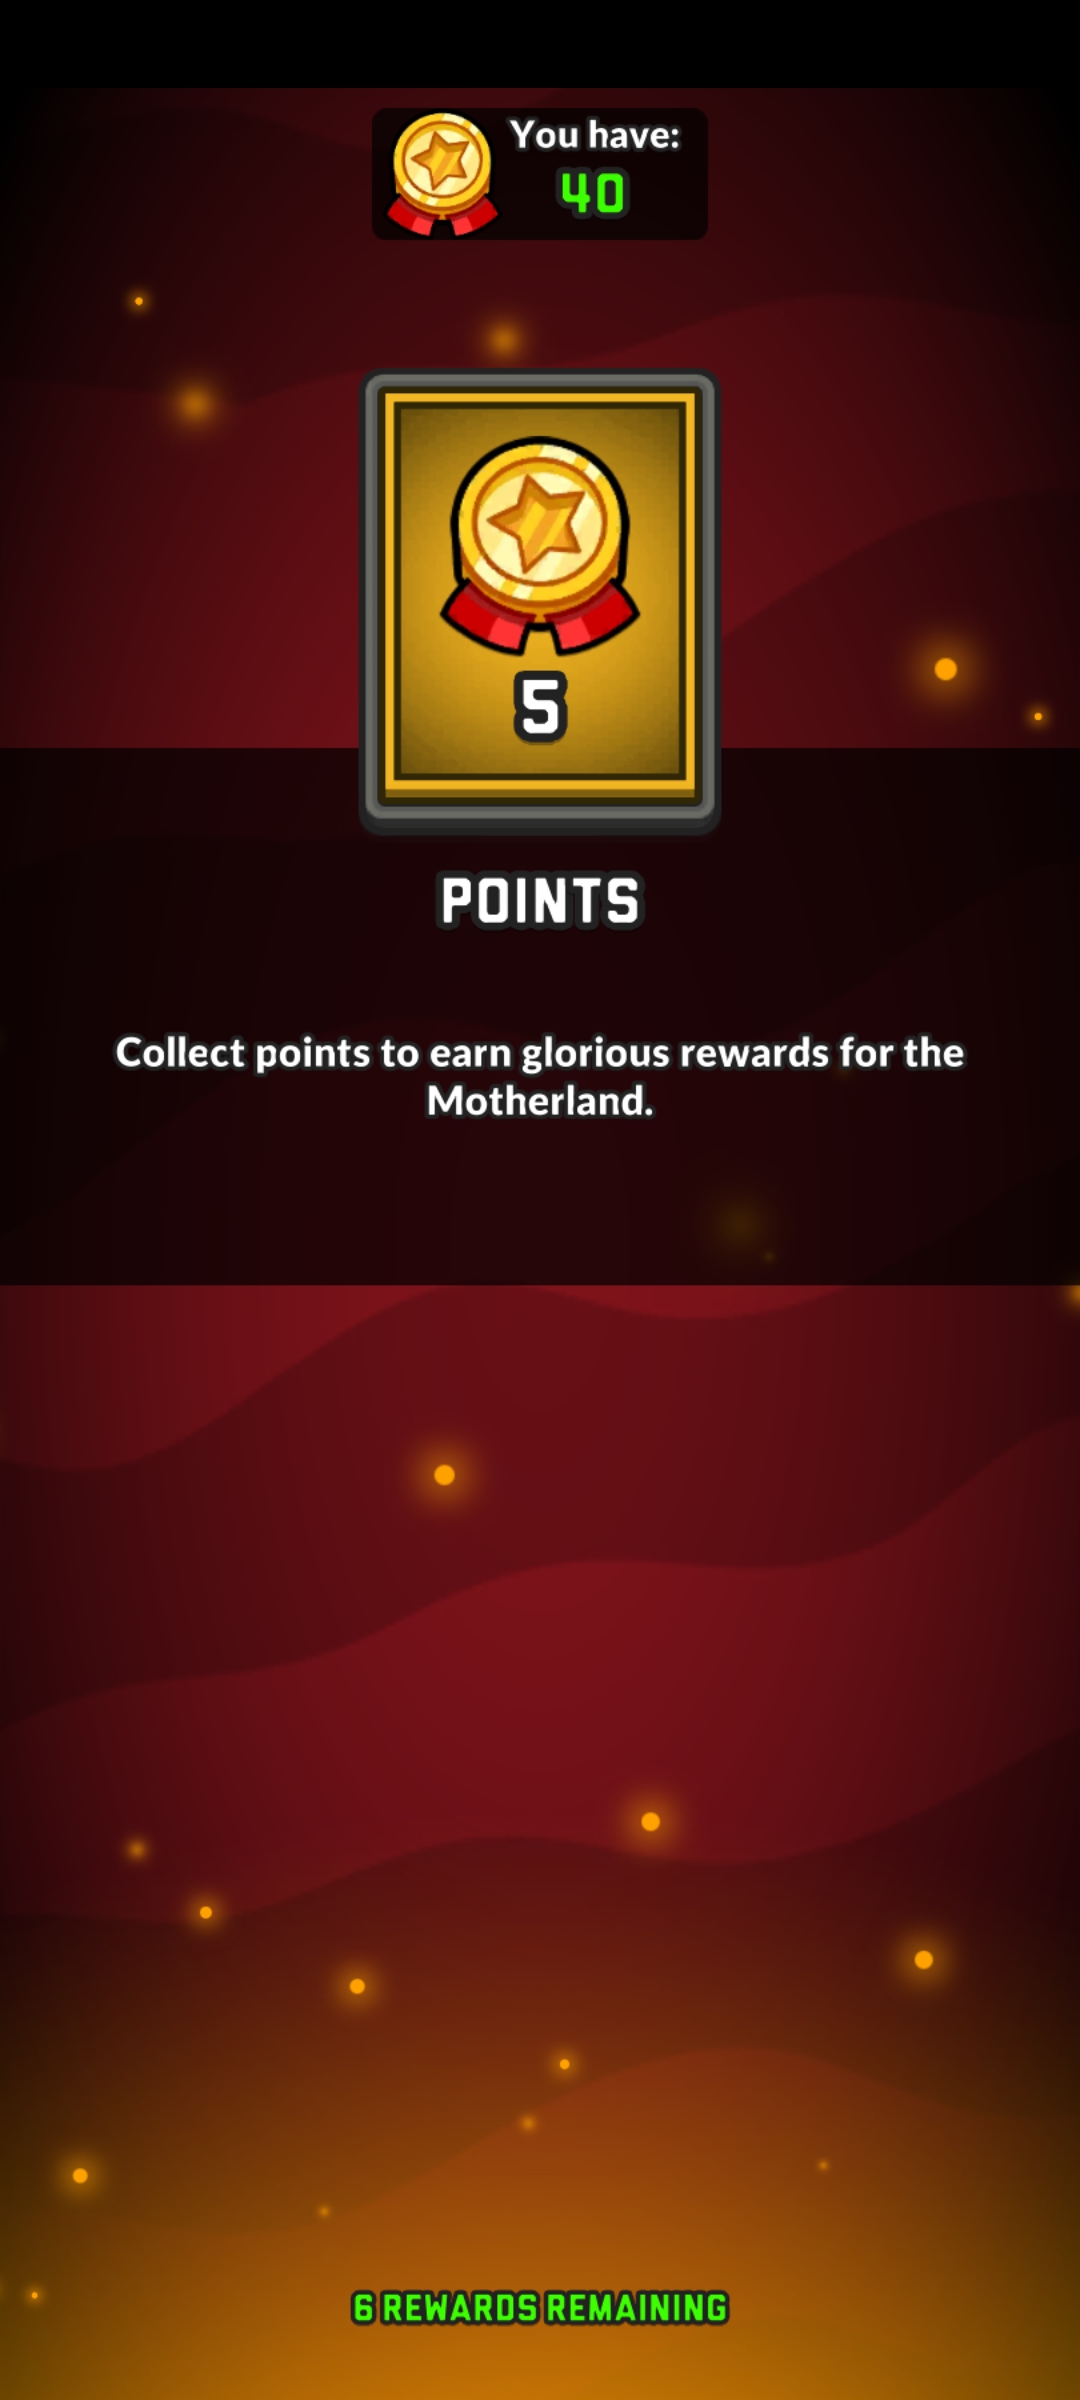 You have:
40
5
POINTS
Collect points to earn glorious rewards for the
Motherland.
6 REWARDS REMAINING